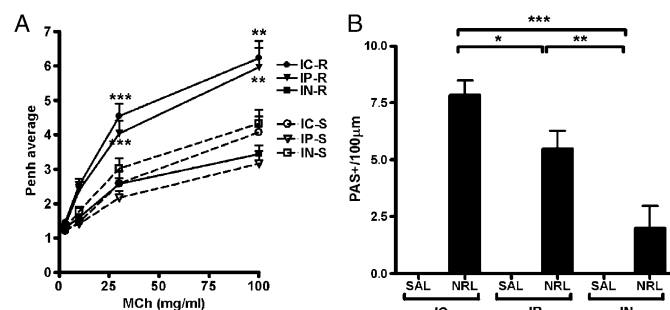 A
7
6
5
4
3
2
1
0
Penh average
**
**
***
***
0 25 50 75 100
MCh (mg/ml)
IC-R
IP-R
IN-R
IC-S
IP-S
IN-S
B
***
* **
10.0
7.5
5.0
2.5
0.0
PAS+/100µm
SAL NRL SAL NRL SAL NRL